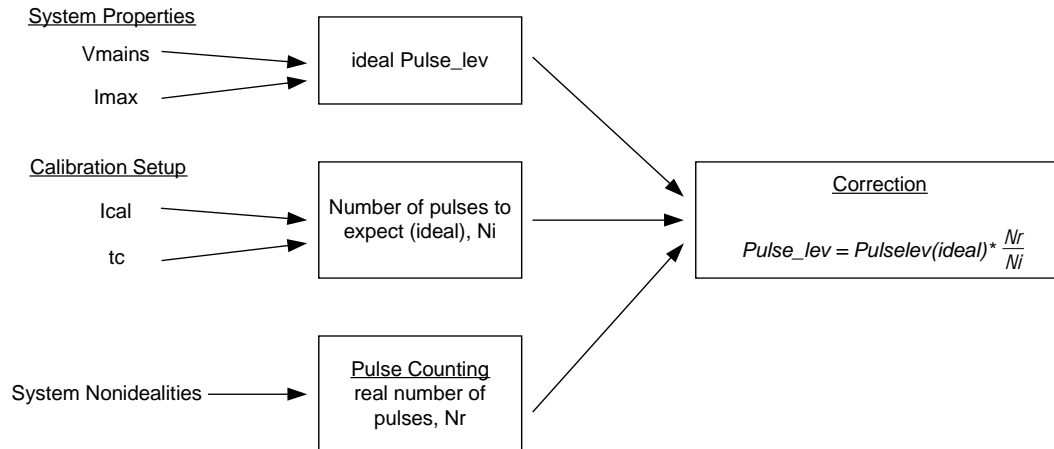 System Properties
Vmains
Imax
ideal Pulse_lev
Calibration Setup
Ical
tc
Number of pulses to
expect (ideal), Ni
Correction
Pulse_lev = Pulselev(ideal)* Nr/Ni
System Nonidealities
Pulse Counting
real number of
pulses, Nr